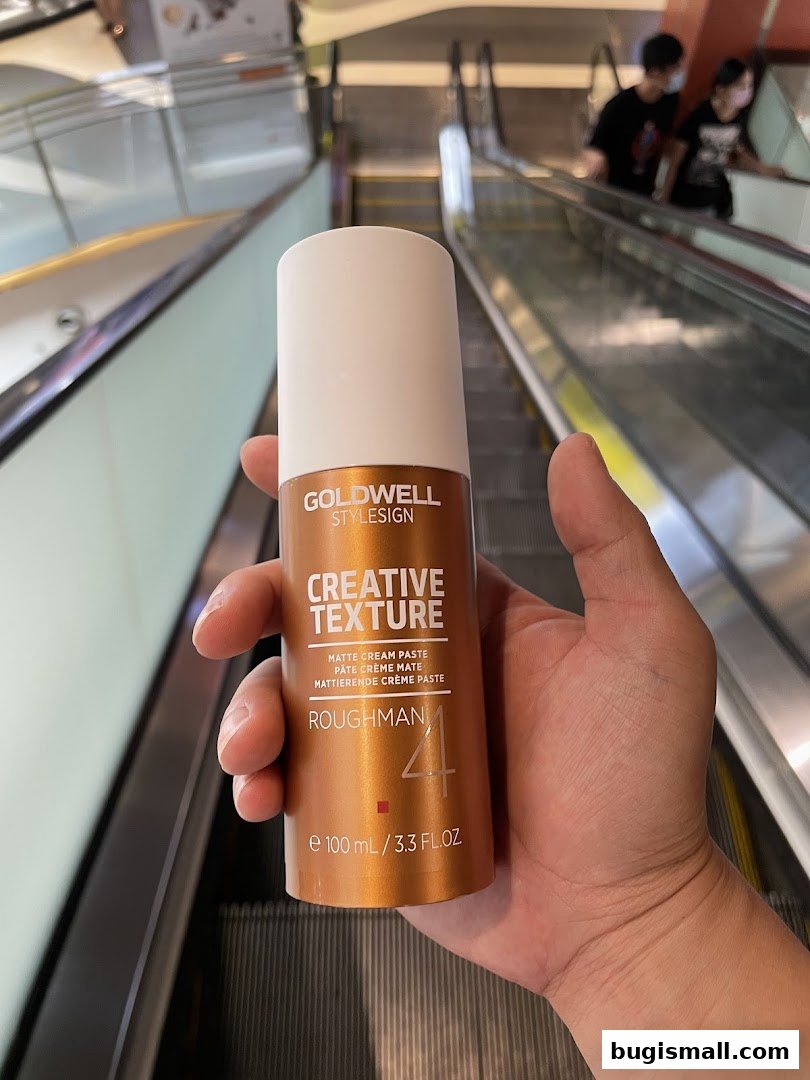 GOLDWELL
STYLESIGN
CREATIVE
TEXTURE
MATTE CREAM PASTE
PÂTE CRÈME MATE
MATTIERENDE CRÈME PASTE
ROUGHMAN
4
℮ 100 mL / 3.3 FL.OZ.
bugismall.com